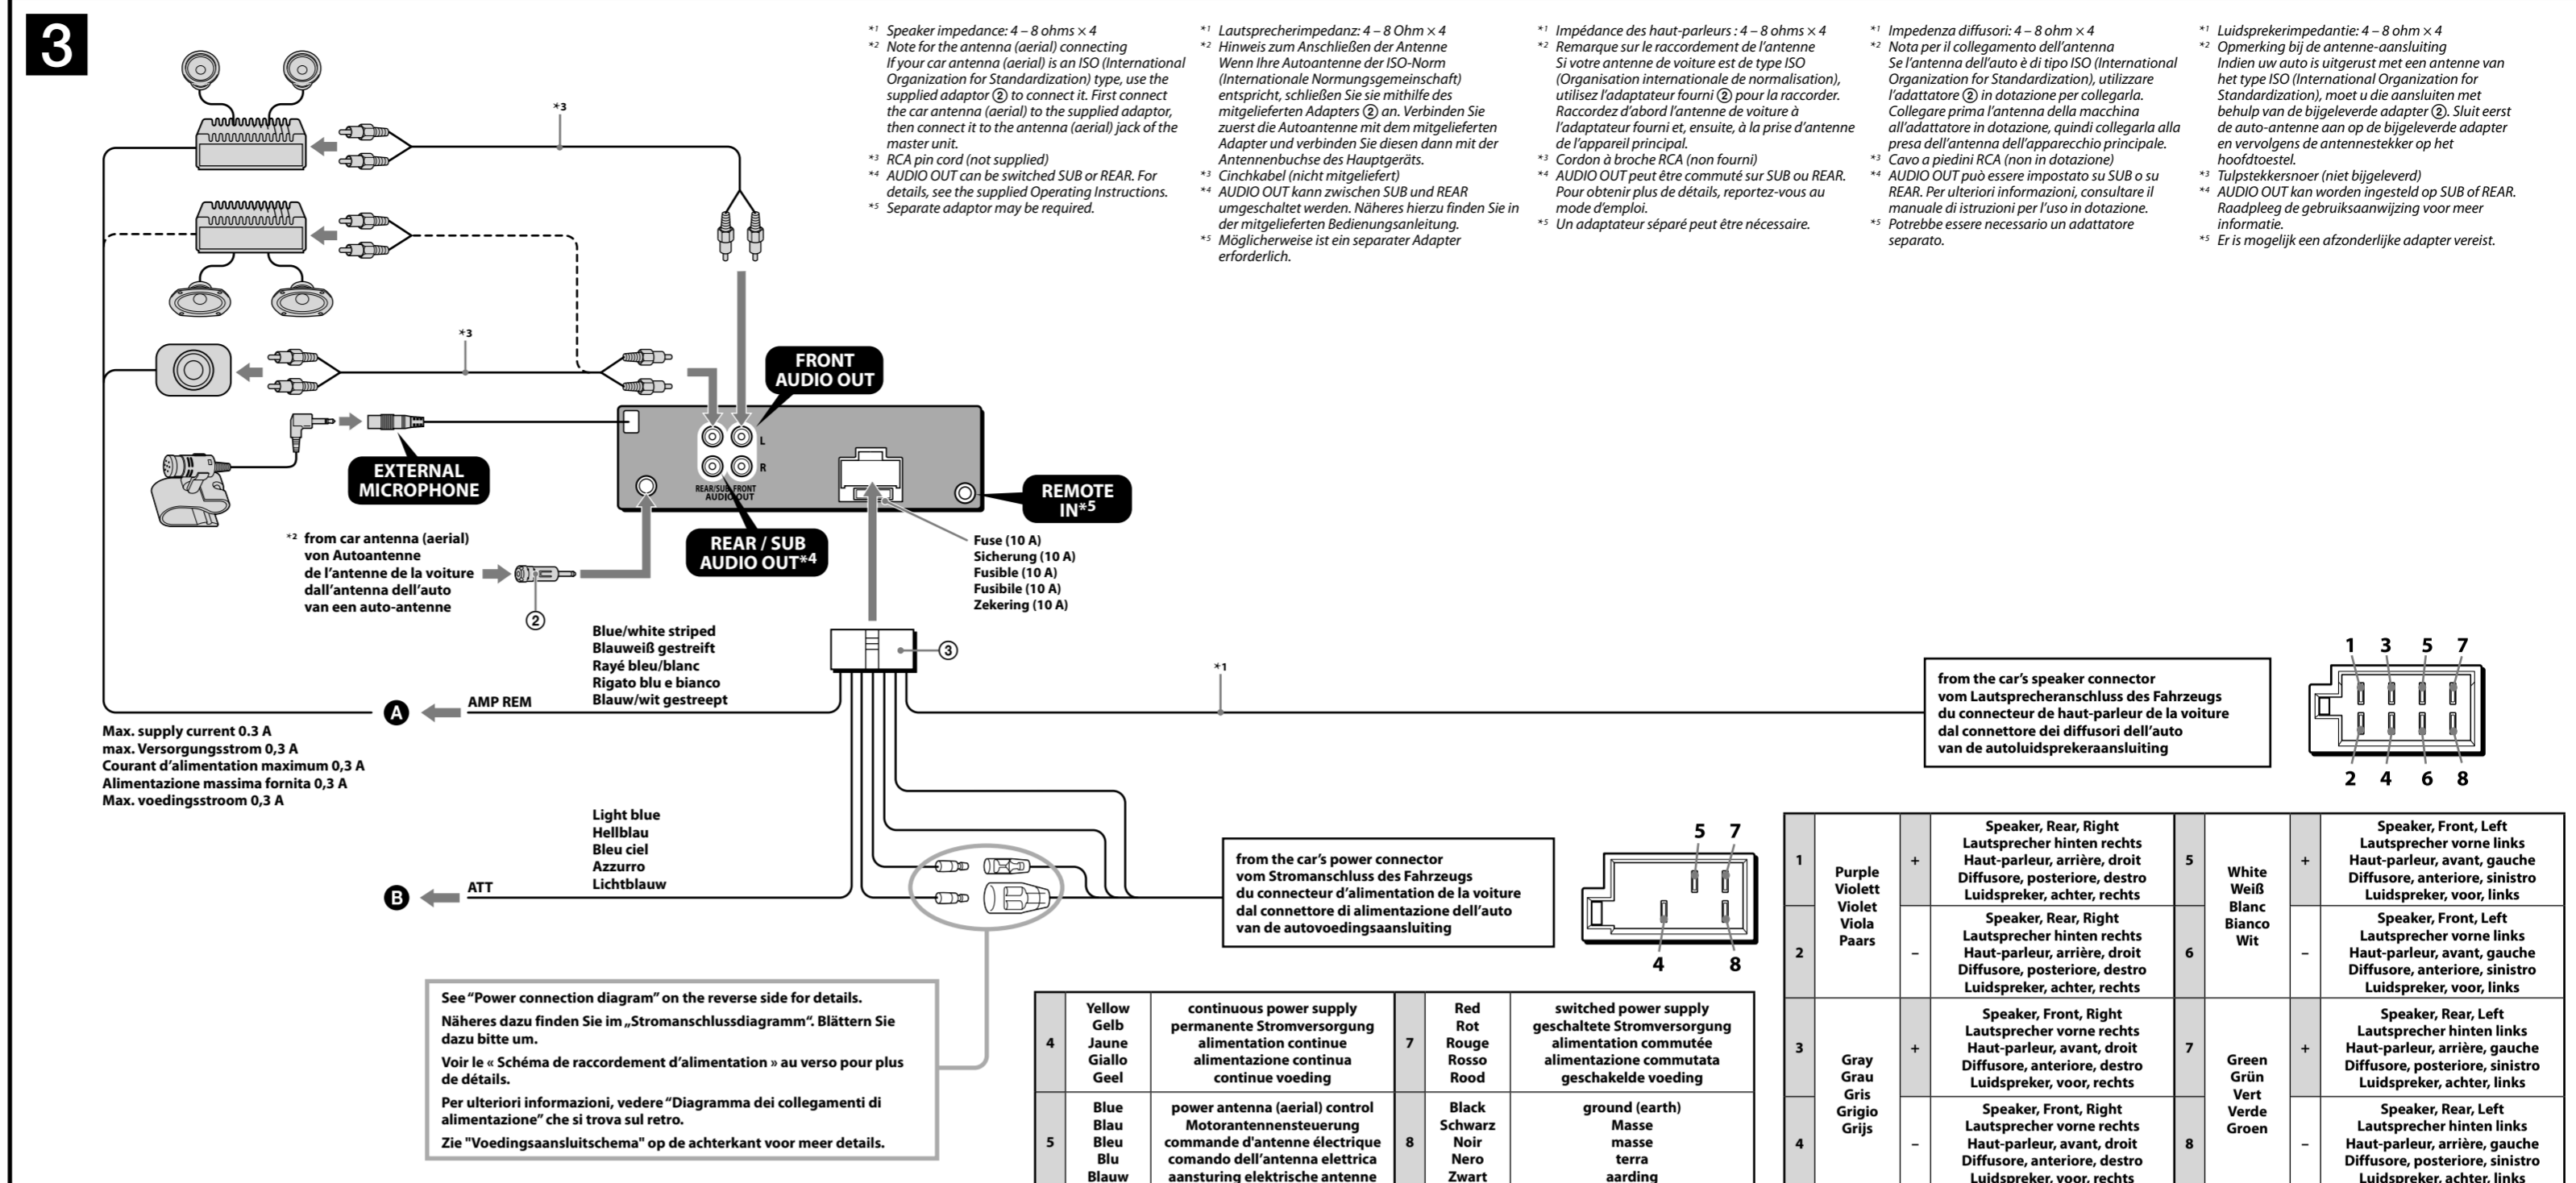 3
*1 Speaker impedance: 4 – 8 ohms × 4
*2 Note for the antenna (aerial) connecting
If your car antenna (aerial) is an ISO (International
Organization for Standardization) type, use the
supplied adaptor ② to connect it. First connect
the car antenna (aerial) to the supplied adaptor,
then connect it to the antenna (aerial) jack of the
master unit.
*3 RCA pin cord (not supplied)
*4 AUDIO OUT can be switched SUB or REAR. For
details, see the supplied Operating Instructions.
*5 Separate adaptor may be required.
*1 Lautsprecherimpedanz: 4 – 8 Ohm × 4
*2 Hinweis zum Anschließen der Antenne
Wenn Ihre Autoantenne der ISO-Norm
(Internationale Normungsgemeinschaft)
entspricht, schließen Sie sie mithilfe des
mitgelieferten Adapters ② an. Verbinden Sie
zuerst die Autoantenne mit dem mitgelieferten
Adapter und verbinden Sie diesen dann mit der
Antennenbuchse des Hauptgeräts.
*3 Cinchkabel (nicht mitgeliefert)
*4 AUDIO OUT kann zwischen SUB und REAR
umgeschaltet werden. Näheres hierzu finden Sie in
der mitgelieferten Bedienungsanleitung.
*5 Möglicherweise ist ein separater Adapter
erforderlich.
*1 Impédance des haut-parleurs : 4 – 8 ohms × 4
*2 Remarque sur le raccordement de l’antenne
Si votre antenne de voiture est de type ISO
(Organisation internationale de normalisation),
utilisez l’adaptateur fourni ② pour la raccorder.
Raccordez d’abord l’antenne de voiture à
l’adaptateur fourni et, ensuite, à la prise d’antenne
de l’appareil principal.
*3 Cordon à broche RCA (non fourni)
*4 AUDIO OUT peut être commuté sur SUB ou REAR.
Pour obtenir plus de détails, reportez-vous au
mode d’emploi.
*5 Un adaptateur séparé peut être nécessaire.
*1 Impedenza diffusori: 4 – 8 ohm × 4
*2 Nota per il collegamento dell’antenna
Se l’antenna dell’auto è di tipo ISO (International
Organization for Standardization), utilizzare
l’adattatore ② in dotazione per collegarla.
Collegare prima l’antenna della macchina
all’adattatore in dotazione, quindi collegarla alla
presa dell’antenna dell’apparecchio principale.
*3 Cavo a piedini RCA (non in dotazione)
*4 AUDIO OUT può essere impostato su SUB o su
REAR. Per ulteriori informazioni, consultare il
manuale di istruzioni per l’uso in dotazione.
*5 Potrebbe essere necessario un adattatore
separato.
*1 Luidsprekerimpedantie: 4 – 8 ohm × 4
*2 Opmerking bij de antenne-aansluiting
Indien uw auto is uitgerust met een antenne van
het type ISO (International Organization for
Standardization), moet u die aansluiten met
behulp van de bijgeleverde adapter ②. Sluit eerst
de auto-antenne aan op de bijgeleverde adapter
en vervolgens de antennestekker op het
hoofdtoestel.
*3 Tulpstekkersnoer (niet bijgeleverd)
*4 AUDIO OUT kan worden ingesteld op SUB of REAR.
Raadpleeg de gebruiksaanwijzing voor meer
informatie.
*5 Er is mogelijk een afzonderlijke adapter vereist.
*3
*3
FRONT
AUDIO OUT
L
R
REAR/SUB FRONT
AUDIO OUT
EXTERNAL
MICROPHONE
REMOTE
IN*5
REAR / SUB
AUDIO OUT*4
Fuse (10 A)
Sicherung (10 A)
Fusible (10 A)
Fusibile (10 A)
Zekering (10 A)
*2 from car antenna (aerial)
von Autoantenne
de l’antenne de la voiture
dall’antenna dell’auto
van een auto-antenne
②
③
Blue/white striped
Blauweiß gestreift
Rayé bleu/blanc
Rigato blu e bianco
Blauw/wit gestreept
A
AMP REM
Max. supply current 0.3 A
max. Versorgungsstrom 0,3 A
Courant d’alimentation maximum 0,3 A
Alimentazione massima fornita 0,3 A
Max. voedingsstroom 0,3 A
*1
from the car’s speaker connector
vom Lautsprecheranschluss des Fahrzeugs
du connecteur de haut-parleur de la voiture
dal connettore dei diffusori dell’auto
van de autoluidsprekeraansluiting
1 3 5 7
2 4 6 8
Light blue
Hellblau
Bleu ciel
Azzurro
Lichtblauw
B
ATT
from the car’s power connector
vom Stromanschluss des Fahrzeugs
du connecteur d’alimentation de la voiture
dal connettore di alimentazione dell’auto
van de autovoedingsaansluiting
5 7
4 8
See “Power connection diagram” on the reverse side for details.
Näheres dazu finden Sie im „Stromanschlussdiagramm“. Blättern Sie
dazu bitte um.
Voir le « Schéma de raccordement d’alimentation » au verso pour plus
de détails.
Per ulteriori informazioni, vedere “Diagramma dei collegamenti di
alimentazione” che si trova sul retro.
Zie "Voedingsaansluitschema" op de achterkant voor meer details.
4
Yellow
Gelb
Jaune
Giallo
Geel
continuous power supply
permanente Stromversorgung
alimentation continue
alimentazione continua
continue voeding
7
Red
Rot
Rouge
Rosso
Rood
switched power supply
geschaltete Stromversorgung
alimentation commutée
alimentazione commutata
geschakelde voeding
5
Blue
Blau
Bleu
Blu
Blauw
power antenna (aerial) control
Motorantennensteuerung
commande d'antenne électrique
comando dell’antenna elettrica
aansturing elektrische antenne
8
Black
Schwarz
Noir
Nero
Zwart
ground (earth)
Masse
masse
terra
aarding
1
Purple
Violett
Violet
Viola
Paars
+
Speaker, Rear, Right
Lautsprecher hinten rechts
Haut-parleur, arrière, droit
Diffusore, posteriore, destro
Luidspreker, achter, rechts
5
White
Weiß
Blanc
Bianco
Wit
+
Speaker, Front, Left
Lautsprecher vorne links
Haut-parleur, avant, gauche
Diffusore, anteriore, sinistro
Luidspreker, voor, links
2
–
Speaker, Rear, Right
Lautsprecher hinten rechts
Haut-parleur, arrière, droit
Diffusore, posteriore, destro
Luidspreker, achter, rechts
6
–
Speaker, Front, Left
Lautsprecher vorne links
Haut-parleur, avant, gauche
Diffusore, anteriore, sinistro
Luidspreker, voor, links
3
Gray
Grau
Gris
Grigio
Grijs
+
Speaker, Front, Right
Lautsprecher vorne rechts
Haut-parleur, avant, droit
Diffusore, anteriore, destro
Luidspreker, voor, rechts
7
Green
Grün
Vert
Verde
Groen
+
Speaker, Rear, Left
Lautsprecher hinten links
Haut-parleur, arrière, gauche
Diffusore, posteriore, sinistro
Luidspreker, achter, links
4
–
Speaker, Front, Right
Lautsprecher vorne rechts
Haut-parleur, avant, droit
Diffusore, anteriore, destro
Luidspreker, voor, rechts
8
–
Speaker, Rear, Left
Lautsprecher hinten links
Haut-parleur, arrière, gauche
Diffusore, posteriore, sinistro
Luidspreker, achter, links